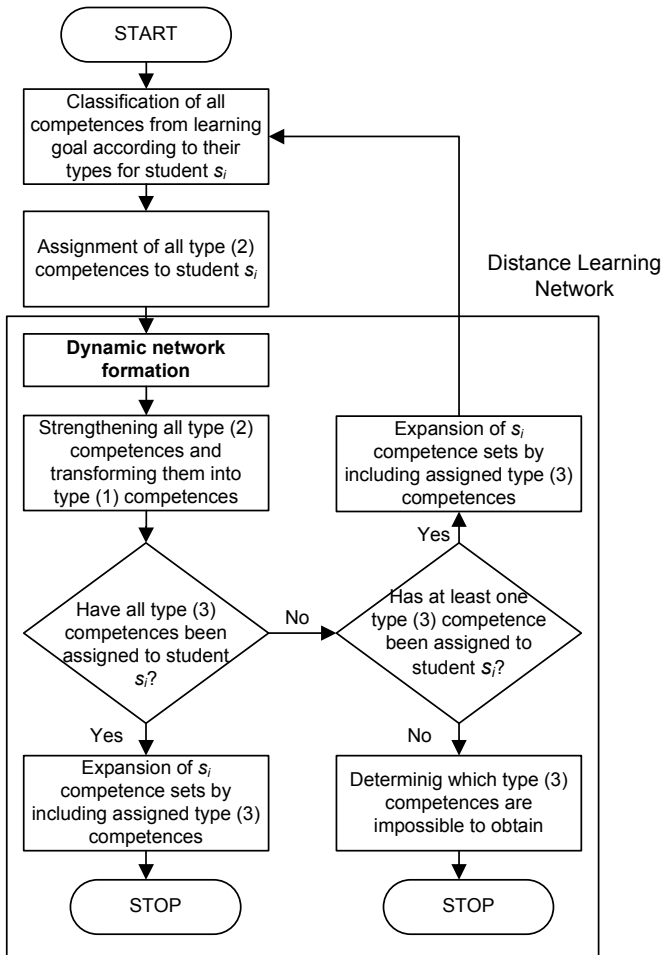 START
Classification of all
competences from learning
goal according to their
types for student si
Assignment of all type (2)
competences to student si
Distance Learning
Network
Dynamic network
formation
Strengthening all type (2)
competences and
transforming them into
type (1) competences
Expansion of si
competence sets by
including assigned type (3)
competences
Yes
Have all type (3)
competences been
assigned to student
si?
No
Has at least one
type (3) competence
been assigned to
student si?
Yes
No
Expansion of si
competence sets by
including assigned type (3)
competences
Determinig which type (3)
competences are
impossible to obtain
STOP
STOP